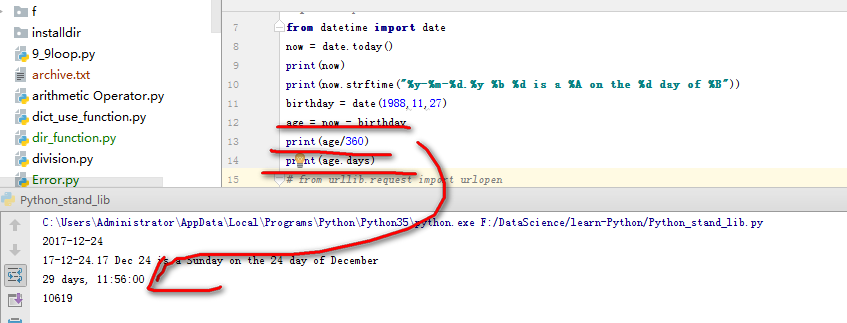 f
installdir
9_9loop.py
archive.txt
arithmetic Operator.py
dict_use_function.py
dir_function.py
division.py
Error.py
7 from datetime import date
8 now = date.today()
9 print(now)
10 print(now.strftime("%y-%m-%d.%y %b %d is a %A on the %d day of %B"))
11 birthday = date(1988,11,27)
12 age = now - birthday
13 print(age/360)
14 print(age.days)
15 # from urllib.request import urlopen
Python_stand_lib
C:\Users\Administrator\AppData\Local\Programs\Python\Python35\python.exe F:/DataScience/learn-Python/Python_stand_lib.py
2017-12-24
17-12-24.17 Dec 24 is a Sunday on the 24 day of December
29 days, 11:56:00
10619